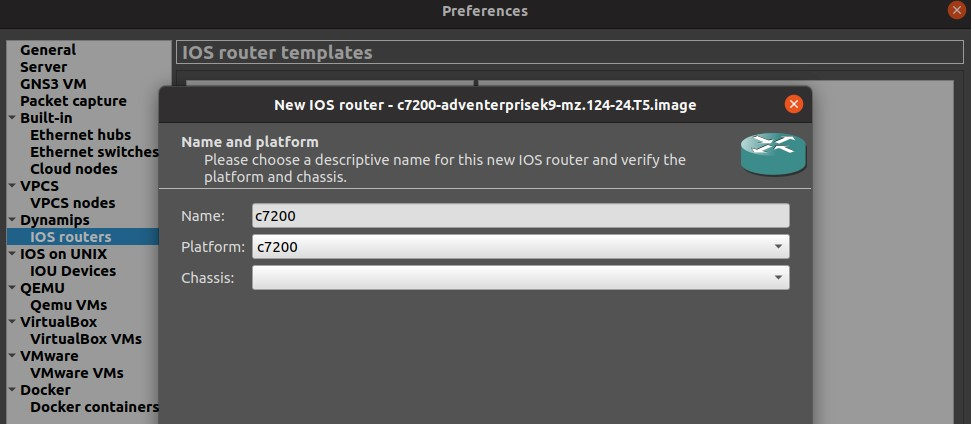 Preferences
General
Server
GNS3 VM
Packet capture
Built-in
Ethernet hubs
Ethernet switches
Cloud nodes
VPCS
VPCS nodes
Dynamips
IOS routers
IOS on UNIX
IOU Devices
QEMU
Qemu VMs
VirtualBox
VirtualBox VMs
VMware
VMware VMs
Docker
Docker containers
IOS router templates
New IOS router - c7200-adventerprisek9-mz.124-24.T5.image
Name and platform
Please choose a descriptive name for this new IOS router and verify the
platform and chassis.
Name: c7200
Platform: c7200
Chassis: